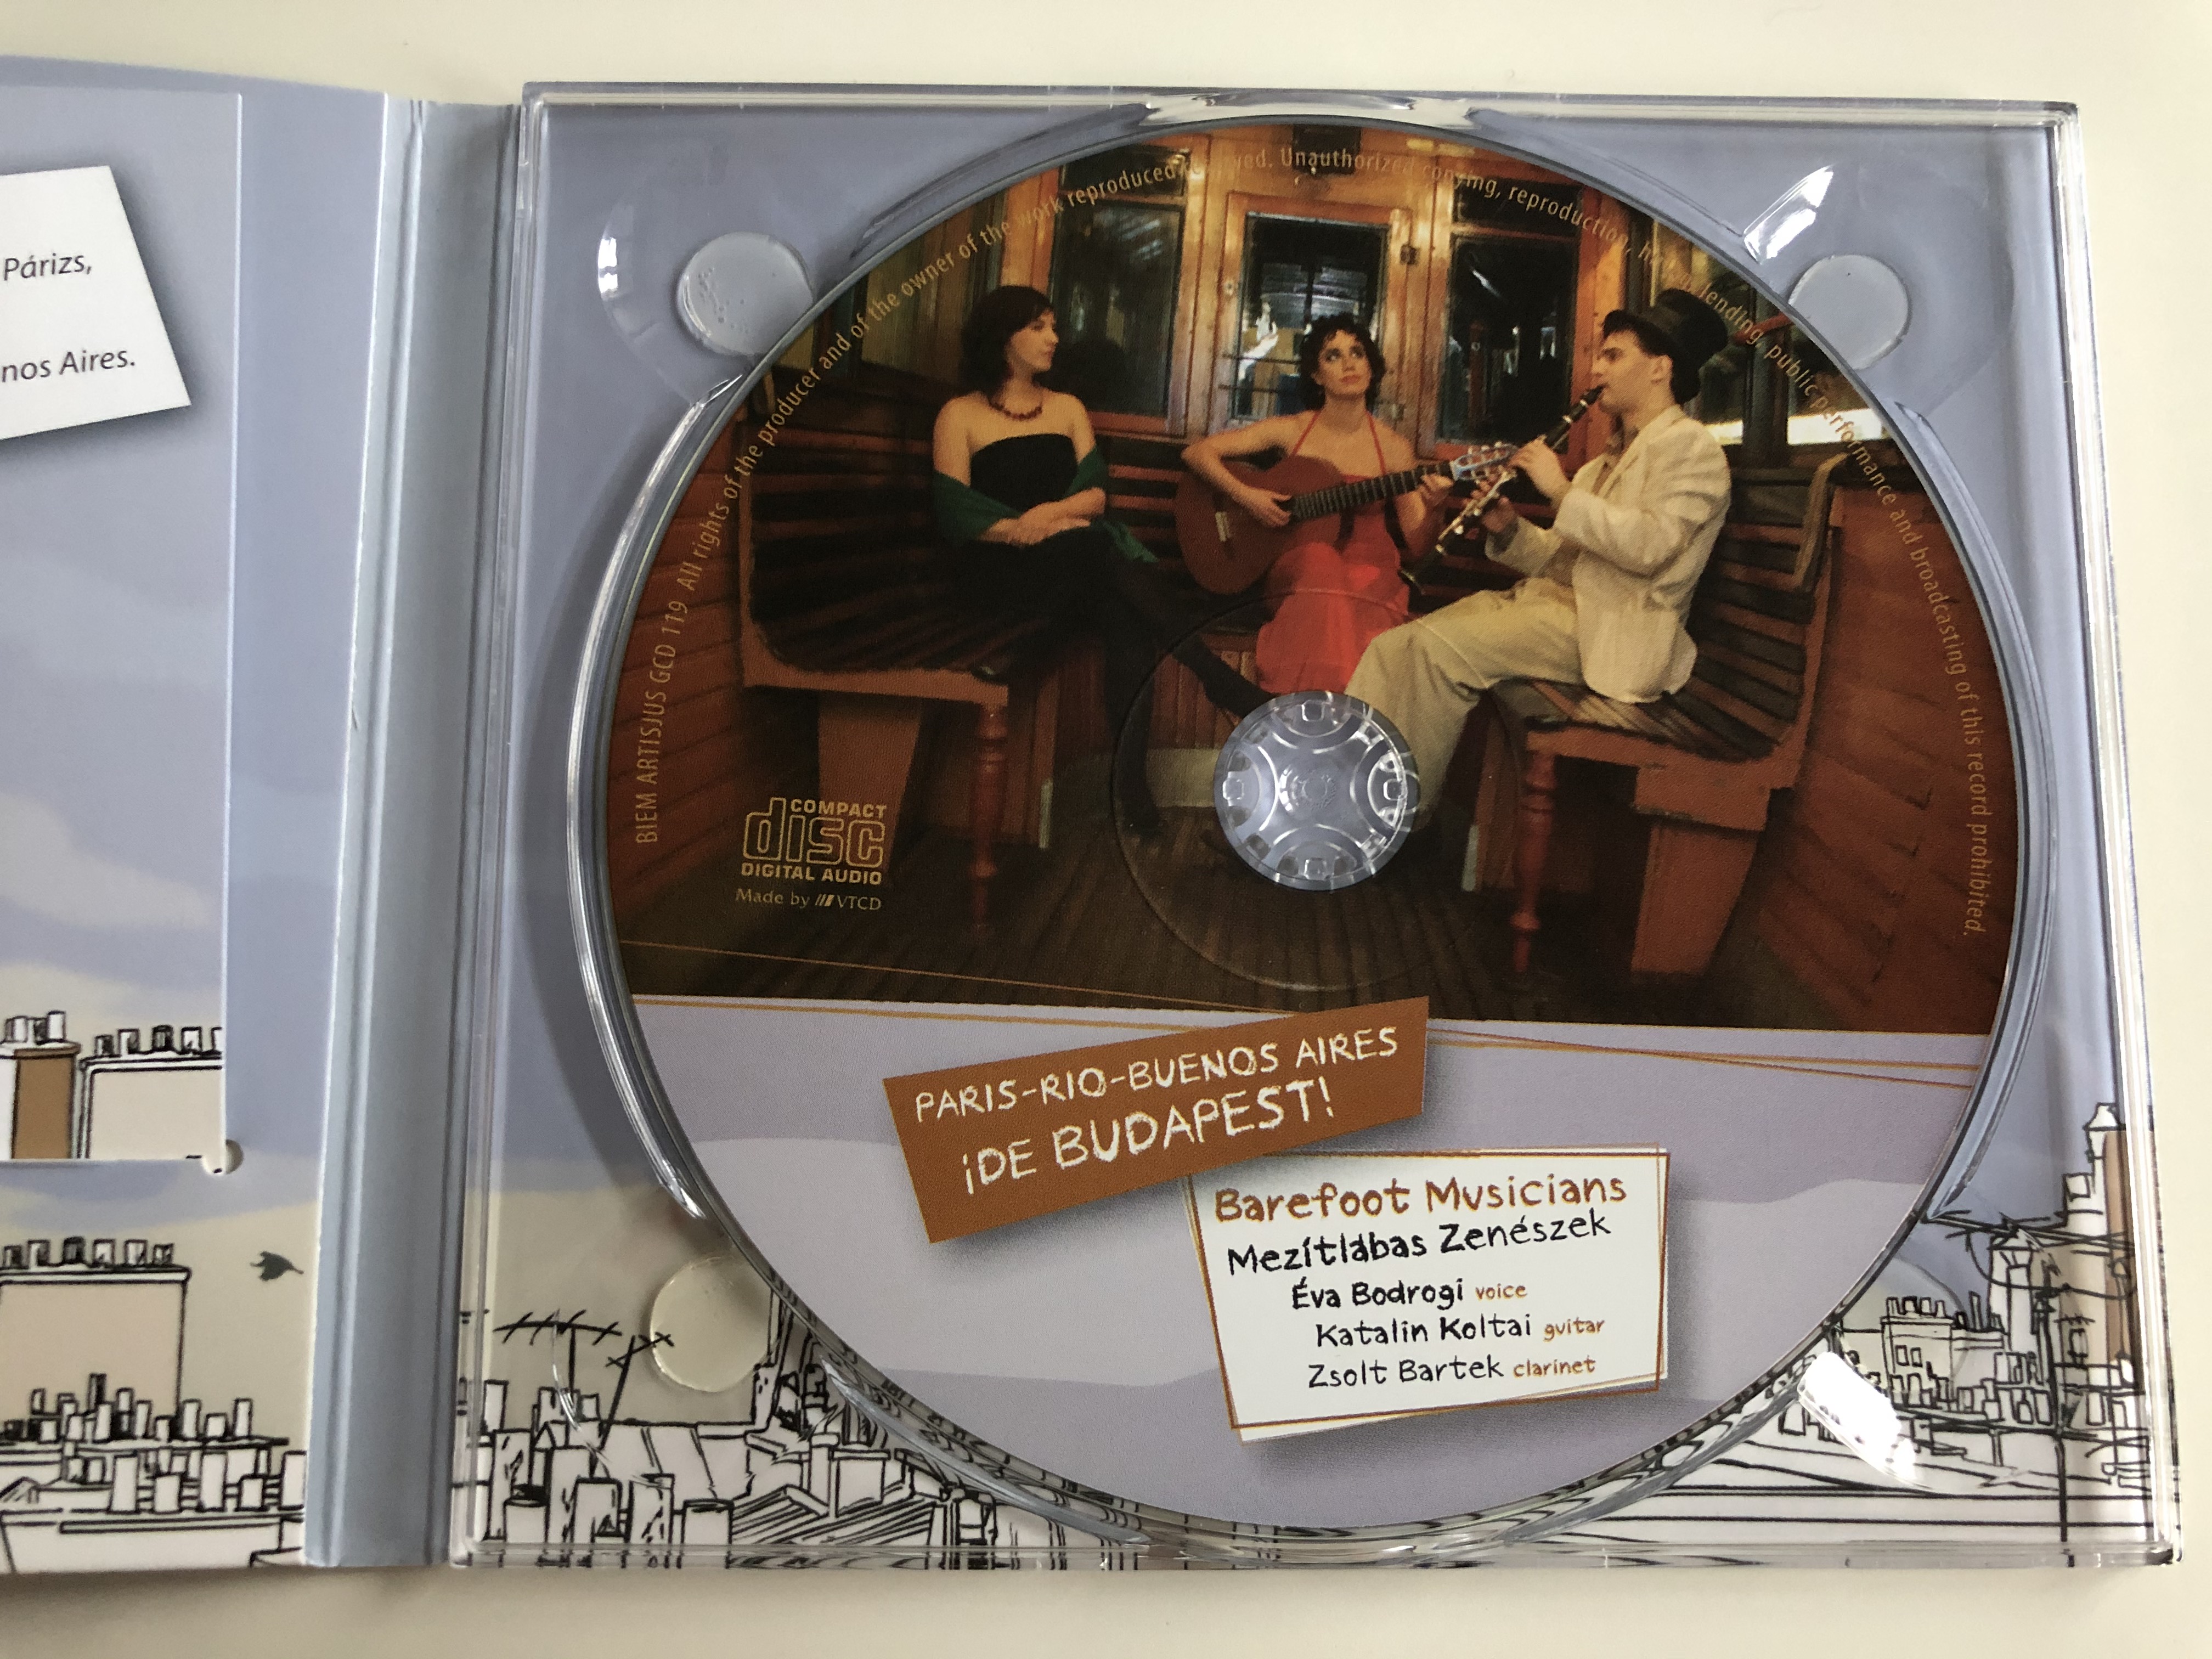 Párizs,
nos Aires.
BIEM ARTISJUS GCD 119 All rights of the producer and of the owner of the work reproduced reserved. Unauthorized copying, reproduction, lending, public performance and broadcasting of this record prohibited.
COMPACT
disc
DIGITAL AUDIO
Made by VTCD
PARIS-RIO-BUENOS AIRES
¡DE BUDAPEST!
Barefoot Musicians
Mezítlábas Zenészek
Éva Bodrogi voice
Katalin Koltai guitar
Zsolt Bartek clarinet